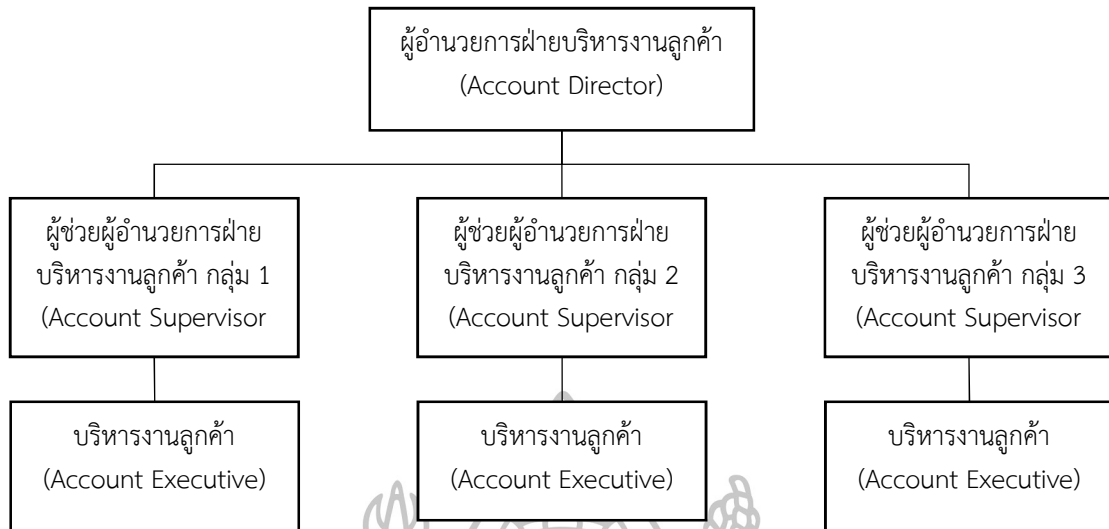 ผู้อำนวยการฝ่ายบริหารงานลูกค้า
(Account Director)
ผู้ช่วยผู้อำนวยการฝ่าย
บริหารงานลูกค้า กลุ่ม 1
(Account Supervisor
ผู้ช่วยผู้อำนวยการฝ่าย
บริหารงานลูกค้า กลุ่ม 2
(Account Supervisor
ผู้ช่วยผู้อำนวยการฝ่าย
บริหารงานลูกค้า กลุ่ม 3
(Account Supervisor
บริหารงานลูกค้า
(Account Executive)
บริหารงานลูกค้า
(Account Executive)
บริหารงานลูกค้า
(Account Executive)